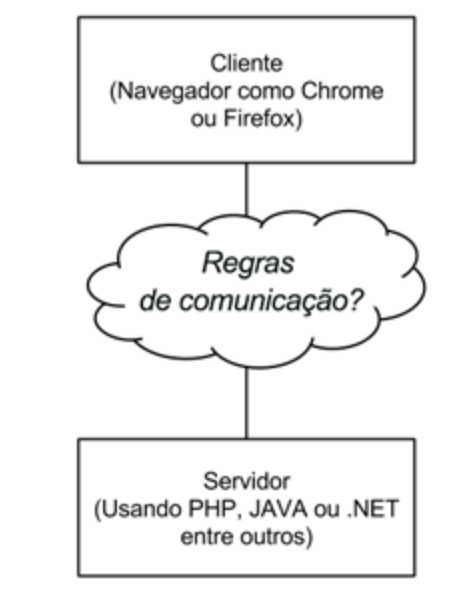 Cliente
(Navegador como Chrome
ou Firefox)
Regras
de comunicação?
Servidor
(Usando PHP, JAVA ou .NET
entre outros)